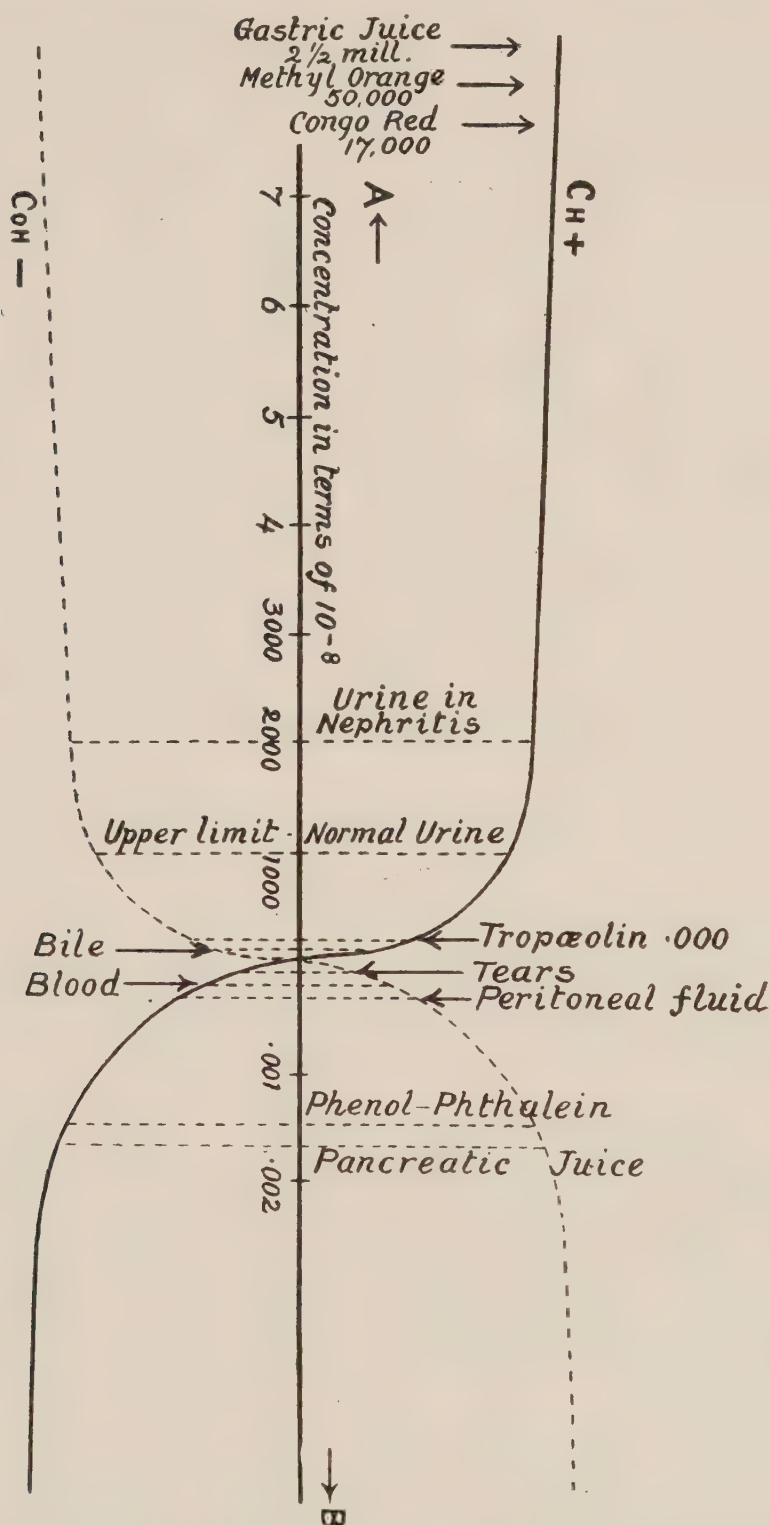 Gastric Juice
2½ mill.
Methyl Orange
50,000
Congo Red
17,000
A
CH +
COH −
7
Concentration in terms of 10-8
6
5
4
3000
Urine in
Nephritis
2000
Upper limit · Normal Urine
1000
Tropæolin ·000
Bile
Tears
Blood
Peritoneal fluid
·001
Phenol-Phthalein
Pancreatic Juice
·002
B